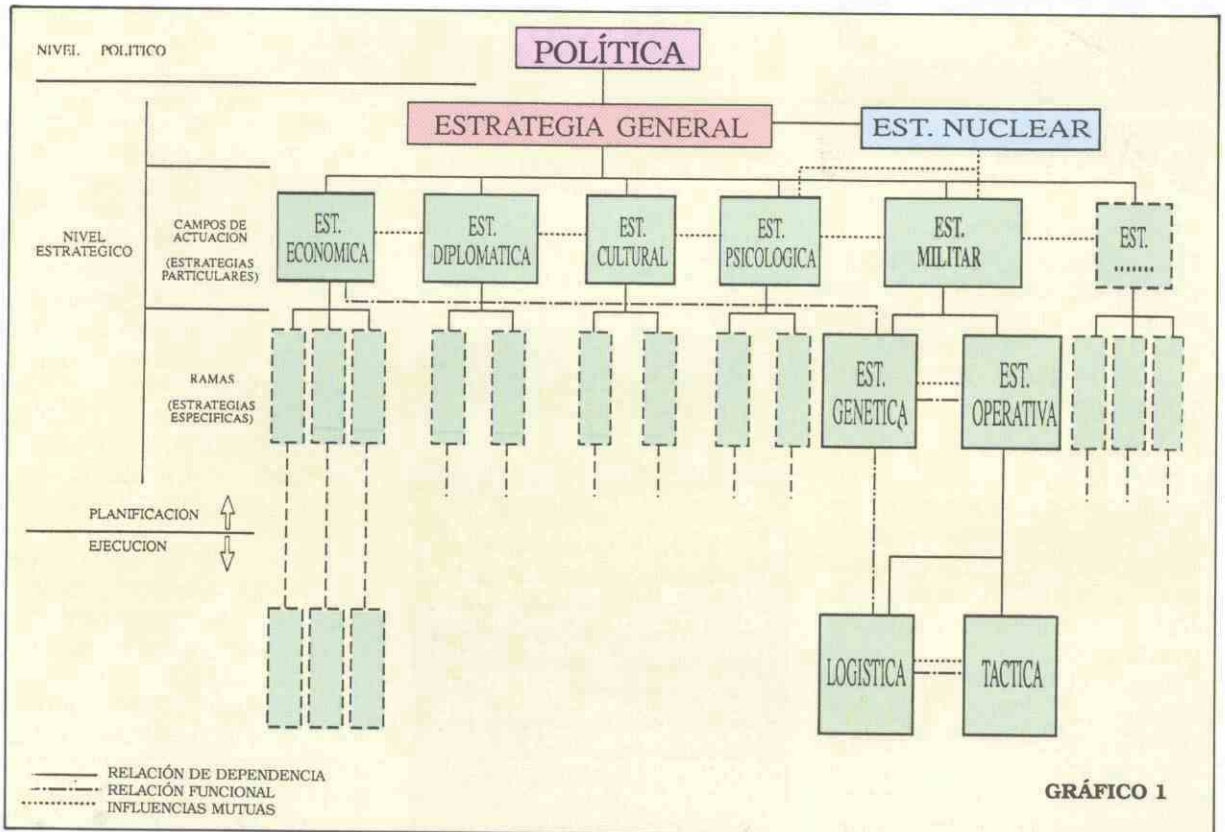 NIVEL POLITICO
POLÍTICA
ESTRATEGIA GENERAL
EST. NUCLEAR
NIVEL
ESTRATEGICO
CAMPOS DE
ACTUACION
(ESTRATEGIAS
PARTICULARES)
EST.
ECONOMICA
EST.
DIPLOMATICA
EST.
CULTURAL
EST.
PSICOLOGICA
EST.
MILITAR
EST.
.......
RAMAS
(ESTRATEGIAS
ESPECIFICAS)
EST.
GENETICA
EST.
OPERATIVA
PLANIFICACIÓN
EJECUCION
LOGISTICA
TACTICA
RELACIÓN DE DEPENDENCIA
RELACIÓN FUNCIONAL
INFLUENCIAS MUTUAS
GRÁFICO 1